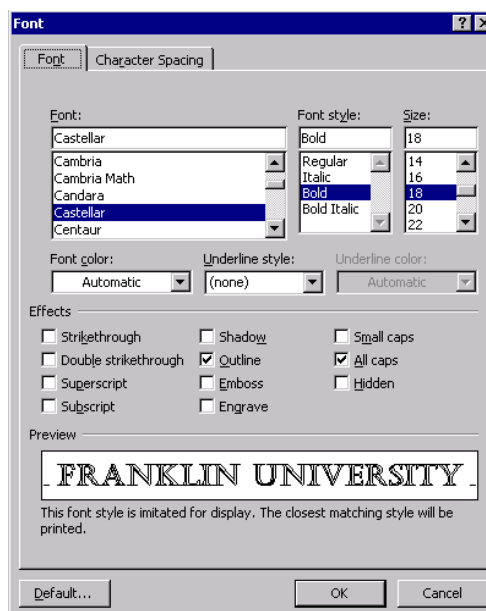 Font
Font Character Spacing
Font: Font style: Size:
Castellar Bold 18
Cambria Regular 14
Cambria Math Italic 16
Candara Bold 18
Castellar Bold Italic 20
Centaur 22
Font color: Underline style: Underline color:
Automatic (none) Automatic
Effects
Strikethrough Shadow Small caps
Double strikethrough Outline All caps
Superscript Emboss Hidden
Subscript Engrave
Preview
FRANKLIN UNIVERSITY
This font style is imitated for display. The closest matching style will be
printed.
Default... OK Cancel